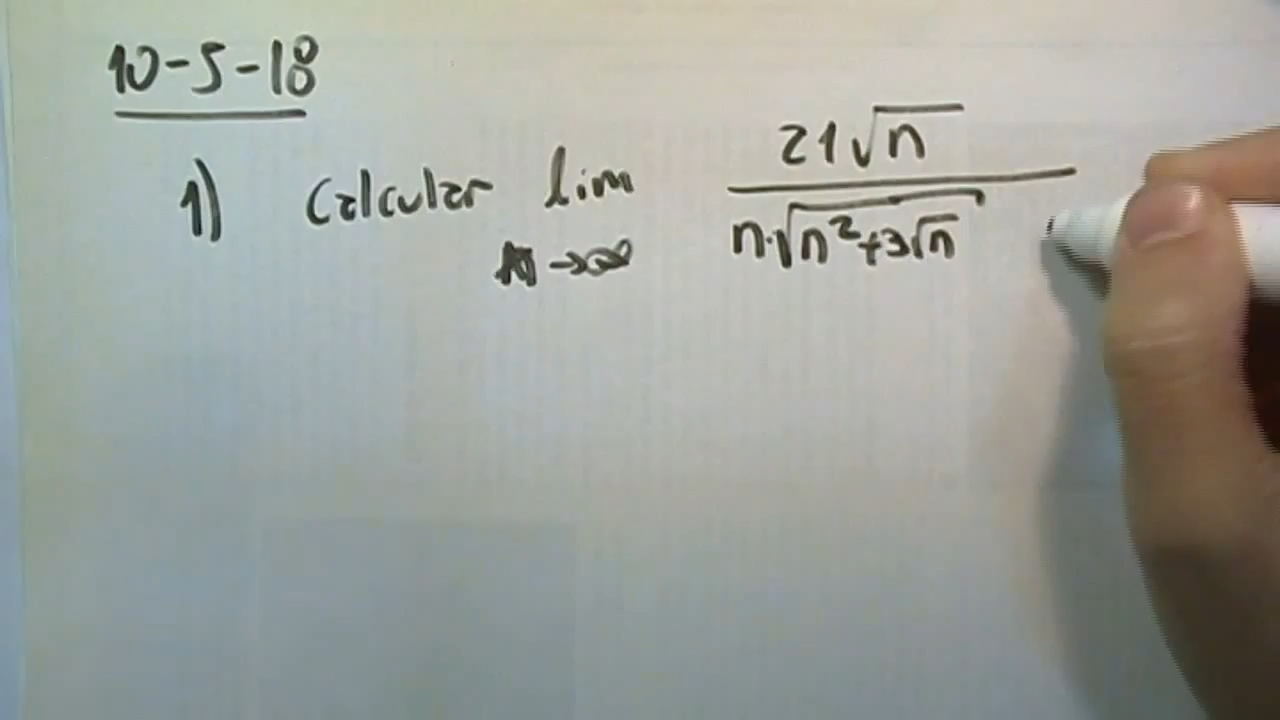 10-5-18
1) Calcular lim n→∞ 21√n / n·√(n²+3√n)